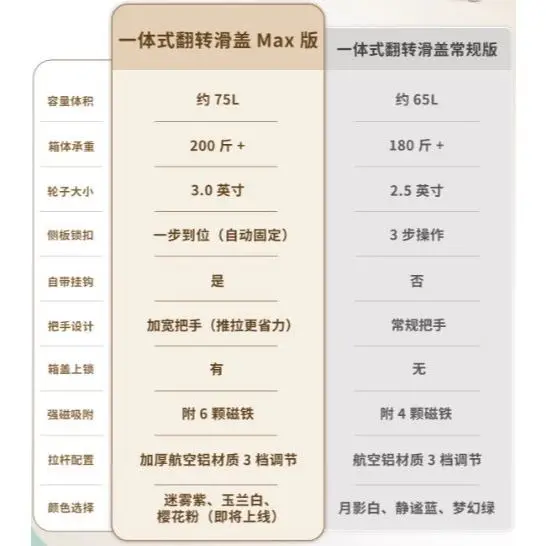 一体式翻转滑盖 Max 版
一体式翻转滑盖常规版
容量体积
约 75L
约 65L
箱体承重
200 斤 +
180 斤 +
轮子大小
3.0 英寸
2.5 英寸
侧板锁扣
一步到位（自动固定）
3 步操作
自带挂钩
是
否
把手设计
加宽把手（推拉更省力）
常规把手
箱盖上锁
有
无
强磁吸附
附 6 颗磁铁
附 4 颗磁铁
拉杆配置
加厚航空铝材质 3 档调节
航空铝材质 3 档调节
颜色选择
迷雾紫、玉兰白、
樱花粉（即将上线）
月影白、静谧蓝、梦幻绿